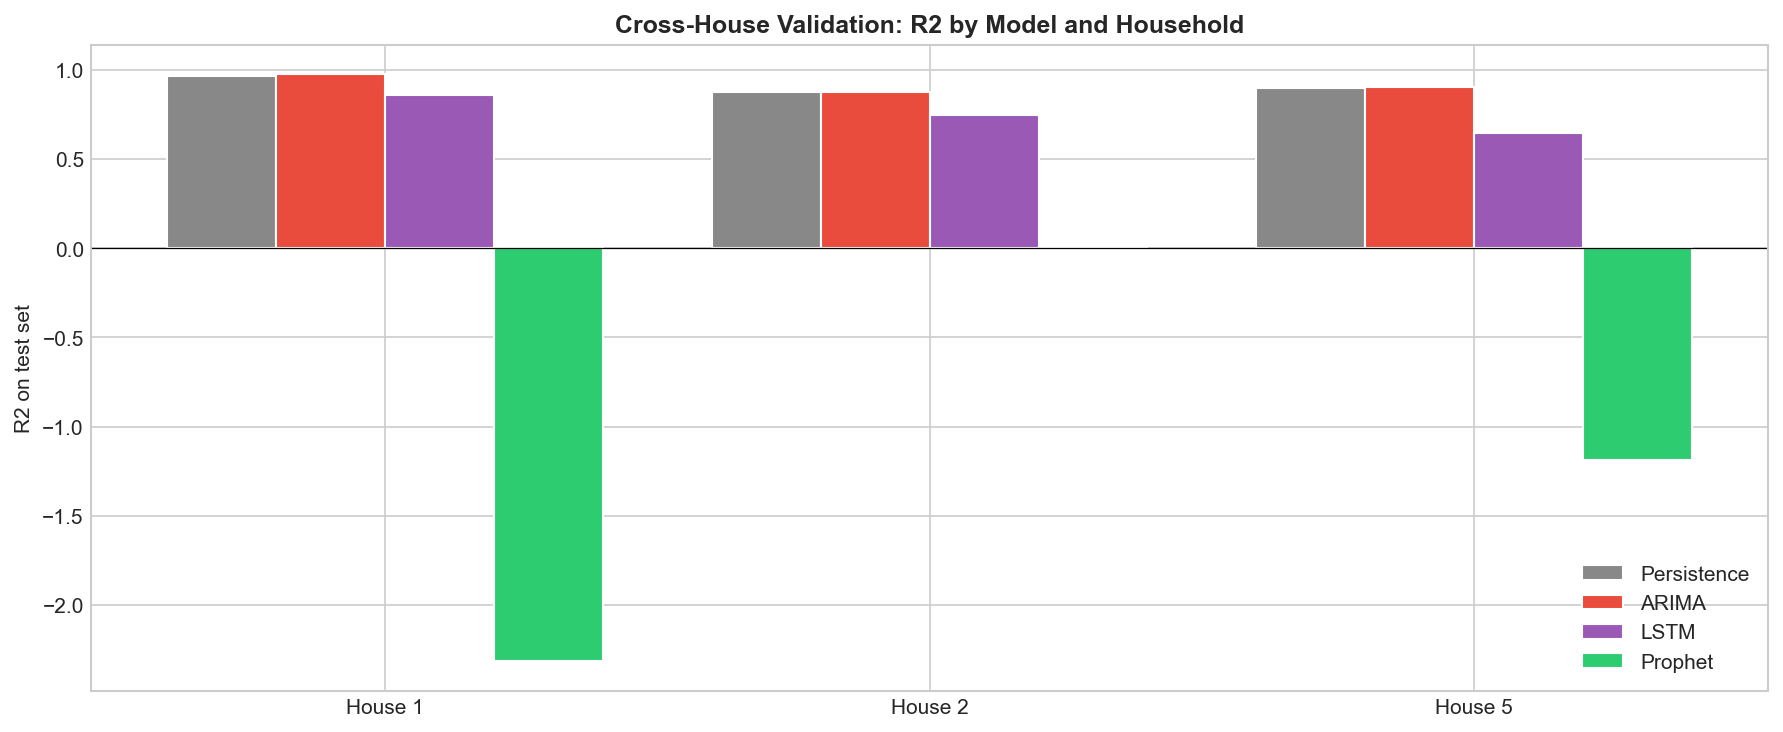 Cross-House Validation: R2 by Model and Household
R2 on test set
1.0
0.5
0.0
−0.5
−1.0
−1.5
−2.0
House 1
House 2
House 5
Persistence
ARIMA
LSTM
Prophet